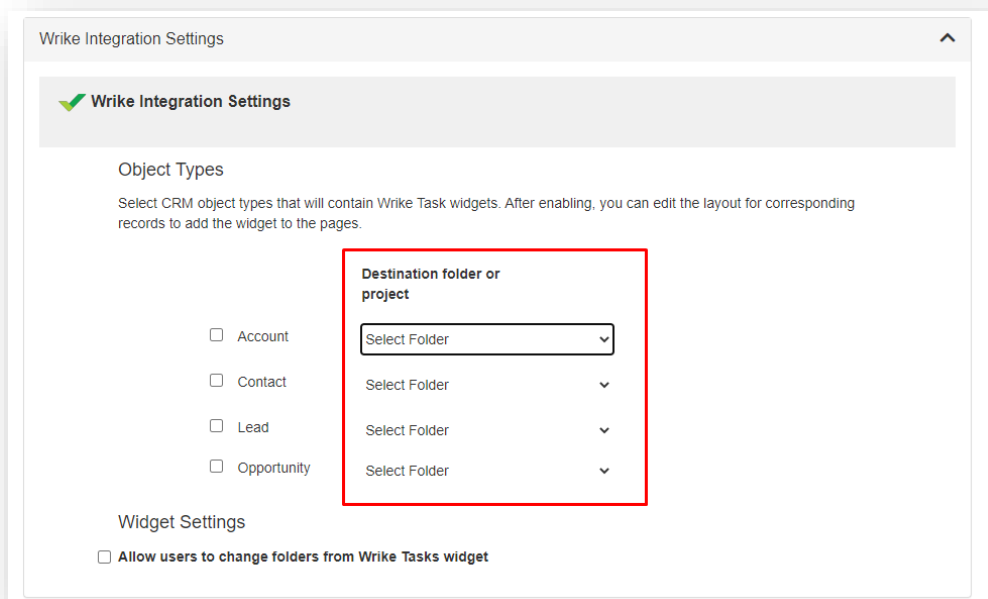 Wrike Integration Settings
Wrike Integration Settings
Object Types
Select CRM object types that will contain Wrike Task widgets. After enabling, you can edit the layout for corresponding
records to add the widget to the pages.
Destination folder or
project
Account Select Folder
Contact Select Folder
Lead Select Folder
Opportunity Select Folder
Widget Settings
Allow users to change folders from Wrike Tasks widget